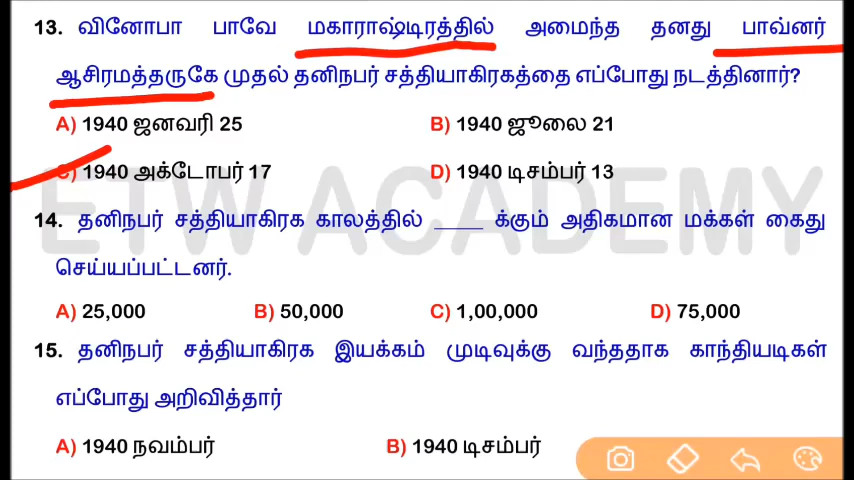 13. வினோபா பாவே மகாராஷ்டிரத்தில் அமைந்த தனது பாவ்னர்
ஆசிரமத்தருகே முதல் தனிநபர் சத்தியாகிரகத்தை எப்போது நடத்தினார்?
A) 1940 ஜனவரி 25 B) 1940 ஜூலை 21
C) 1940 அக்டோபர் 17 D) 1940 டிசம்பர் 13
ETW ACADEMY
14. தனிநபர் சத்தியாகிரக காலத்தில் ____ க்கும் அதிகமான மக்கள் கைது
செய்யப்பட்டனர்.
A) 25,000 B) 50,000 C) 1,00,000 D) 75,000
15. தனிநபர் சத்தியாகிரக இயக்கம் முடிவுக்கு வந்ததாக காந்தியடிகள்
எப்போது அறிவித்தார்
A) 1940 நவம்பர் B) 1940 டிசம்பர்